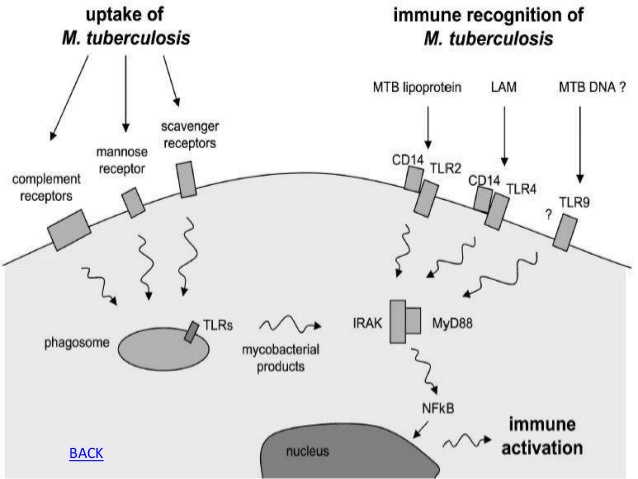 uptake of
M. tuberculosis
immune recognition of
M. tuberculosis
MTB lipoprotein
LAM
MTB DNA ?
scavenger
receptors
mannose
receptor
complement
receptors
CD14
TLR2
CD14
TLR4
?
TLR9
TLRs
phagosome
mycobacterial
products
IRAK
MyD88
NFkB
immune
activation
nucleus
BACK